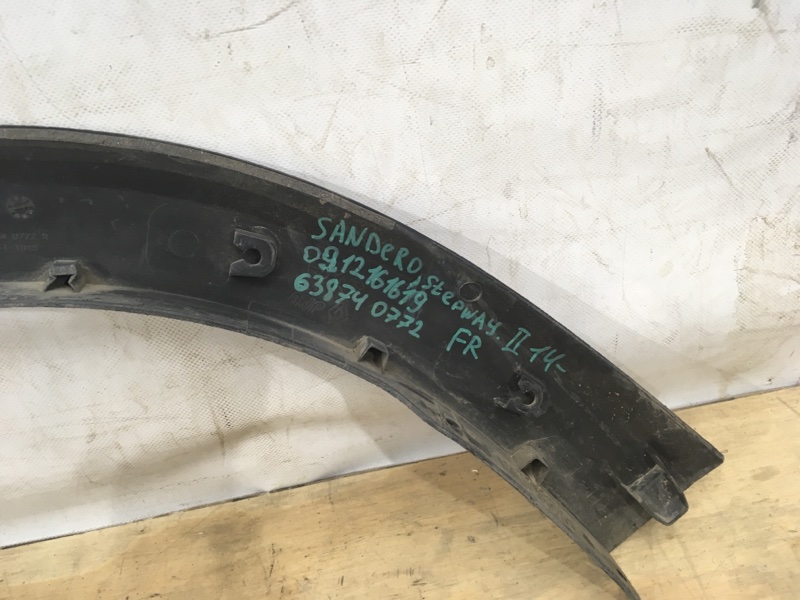 SANDERO, StePWAY. II 14-
0912161619
638740772 FR